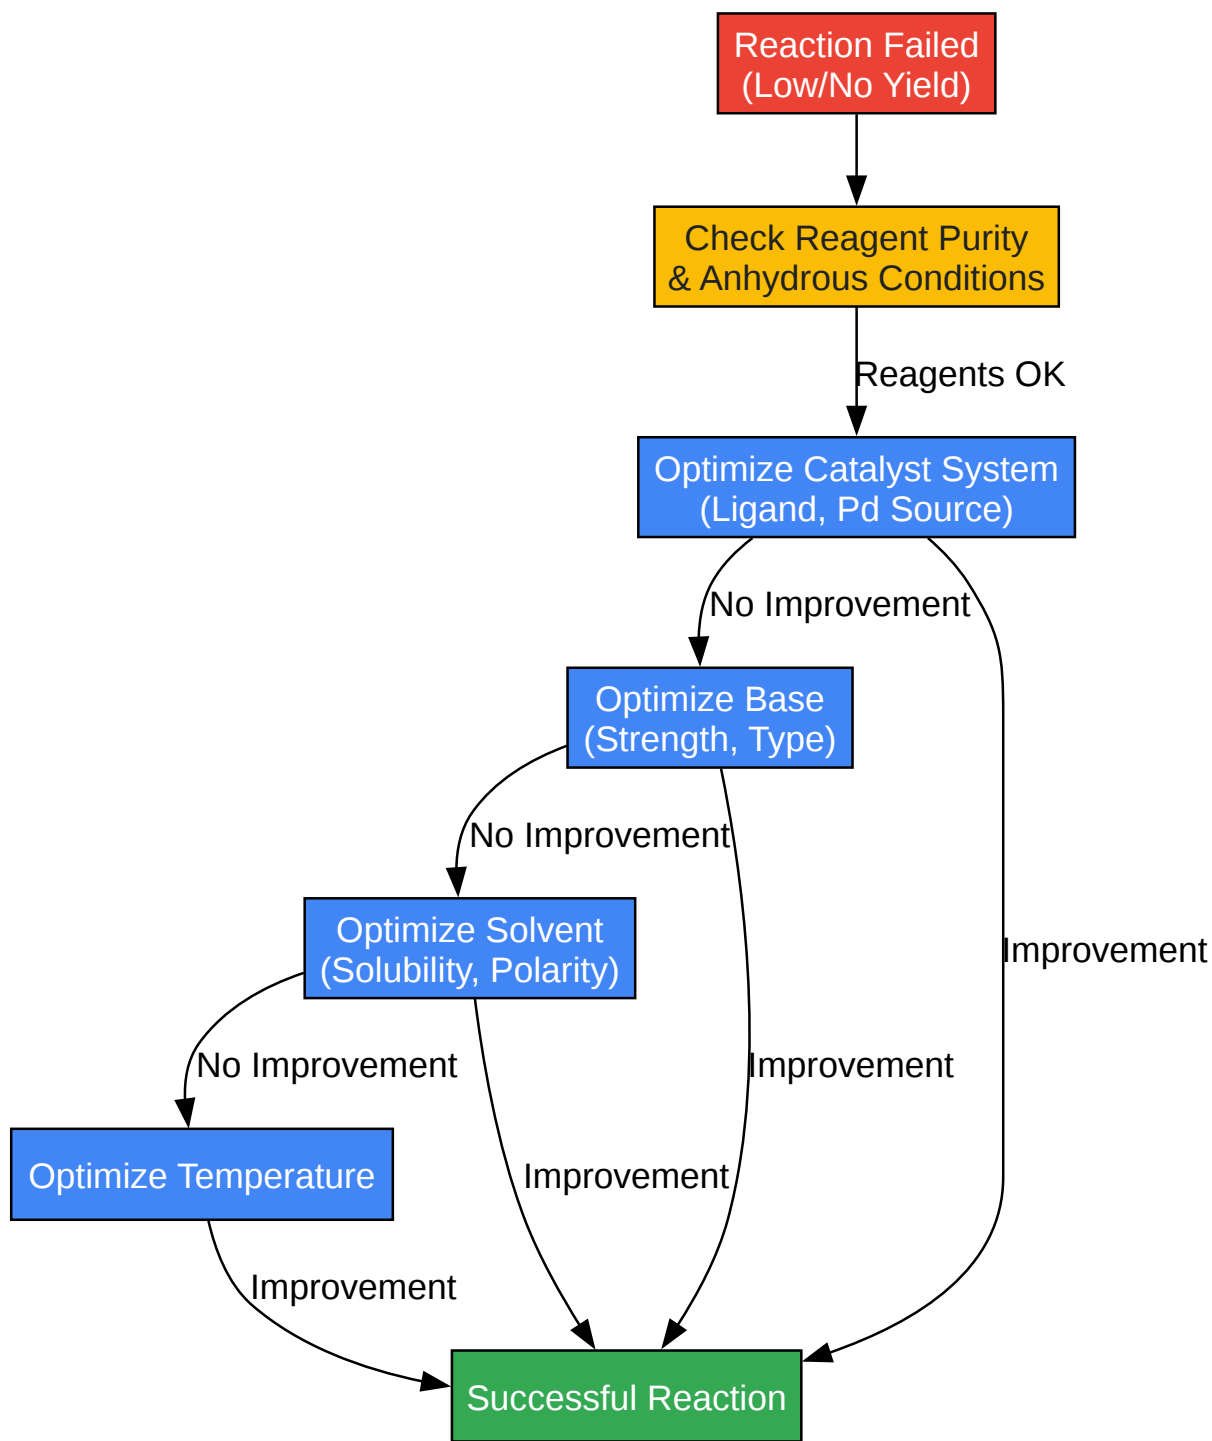 Reaction Failed
(Low/No Yield)
Check Reagent Purity
& Anhydrous Conditions
Reagents OK
Optimize Catalyst System
(Ligand, Pd Source)
No Improvement
Optimize Base
(Strength, Type)
No Improvement
Optimize Solvent
(Solubility, Polarity)
Improvement
No Improvement
Improvement
Optimize Temperature
Improvement
Improvement
Successful Reaction